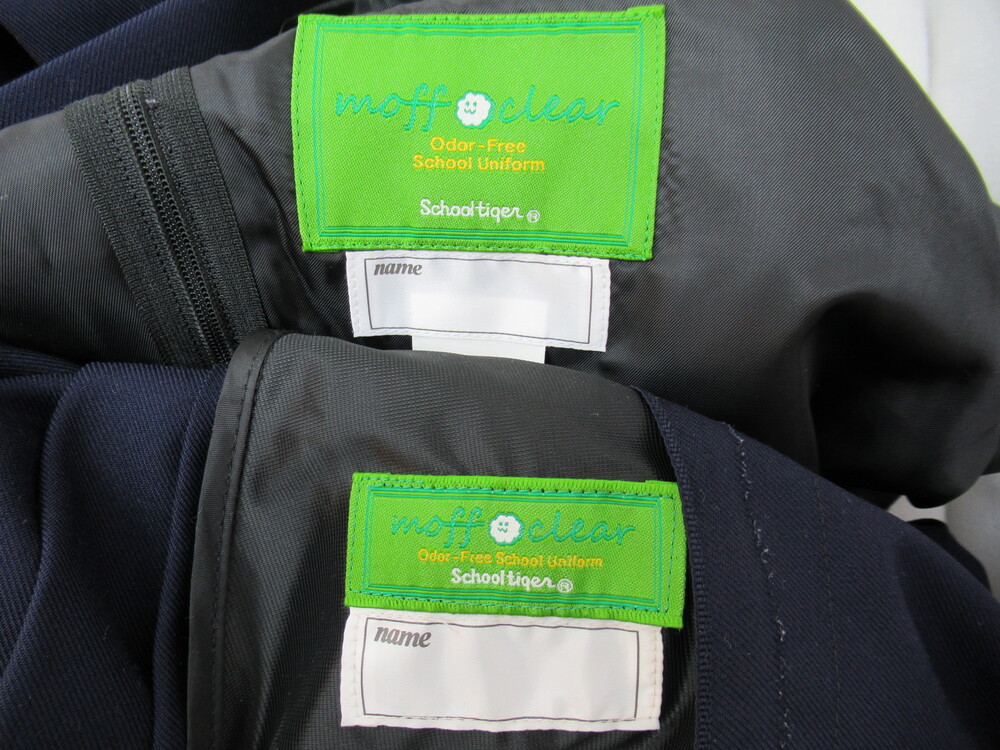 moff clear
Odor-Free
School Uniform
Schooltiger ®
name
moff clear
Odor-Free School Uniform
Schooltiger ®
name